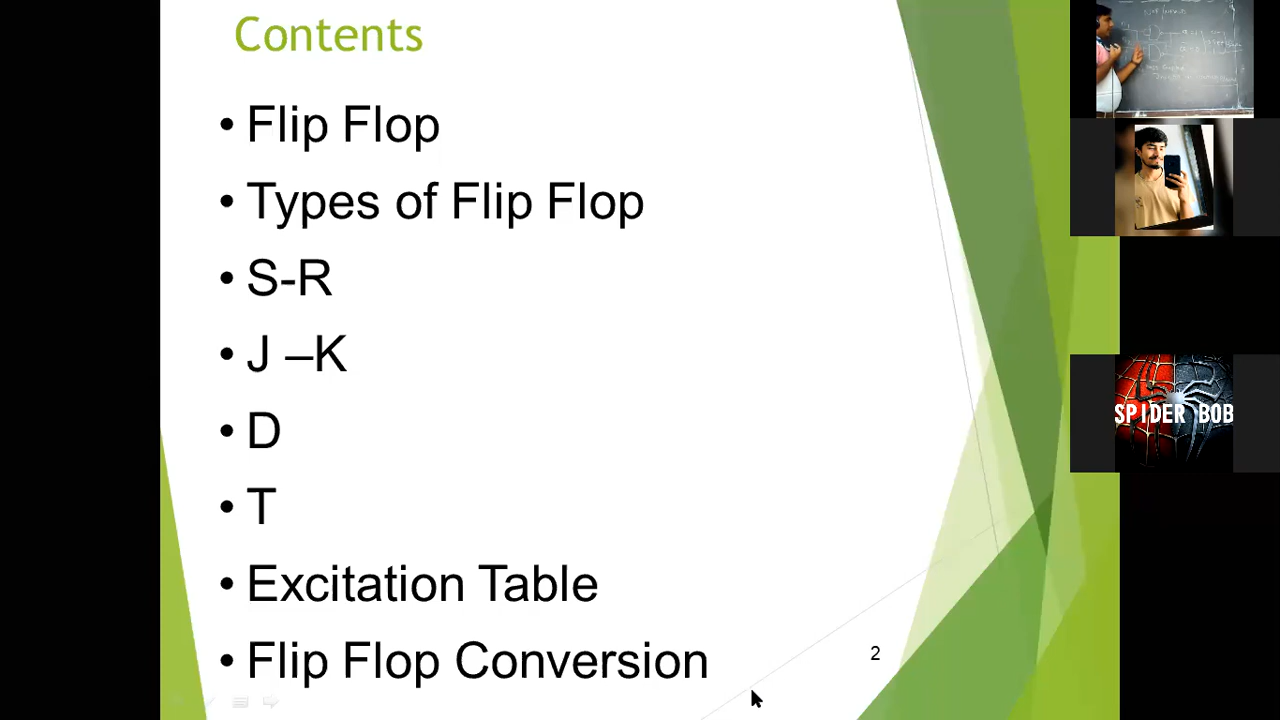 Contents
• Flip Flop
• Types of Flip Flop
• S-R
• J –K
• D
• T
• Excitation Table
• Flip Flop Conversion
2
SPIDER BOB